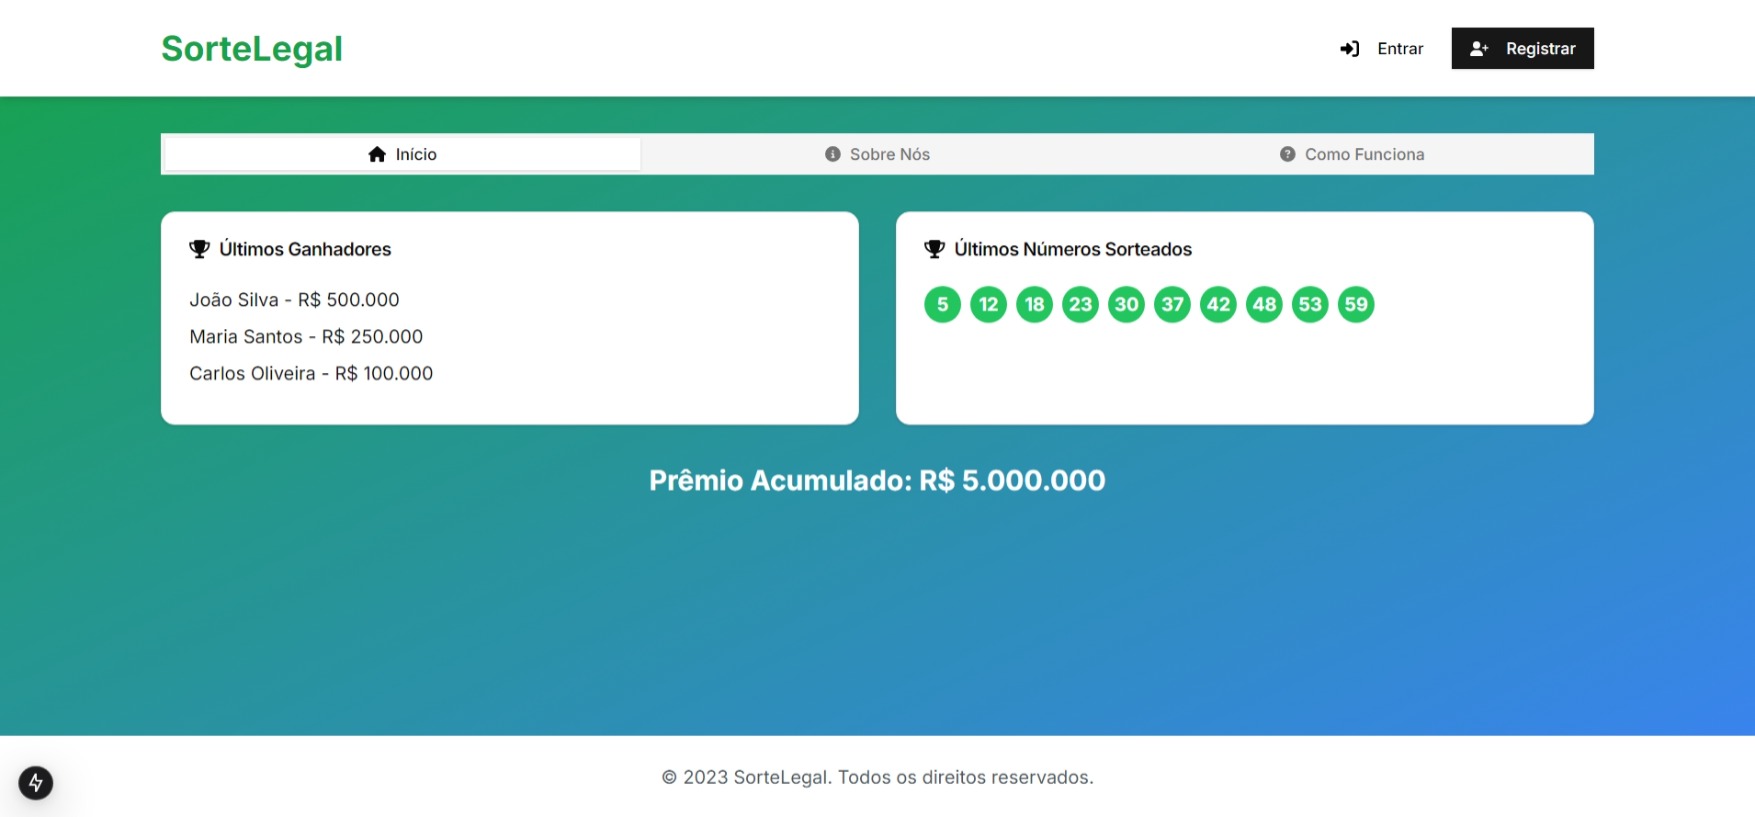 SorteLegal
Entrar
Registrar
Início
Sobre Nós
Como Funciona
Últimos Ganhadores
João Silva - R$ 500.000
Maria Santos - R$ 250.000
Carlos Oliveira - R$ 100.000
Últimos Números Sorteados
5 12 18 23 30 37 42 48 53 59
Prêmio Acumulado: R$ 5.000.000
© 2023 SorteLegal. Todos os direitos reservados.